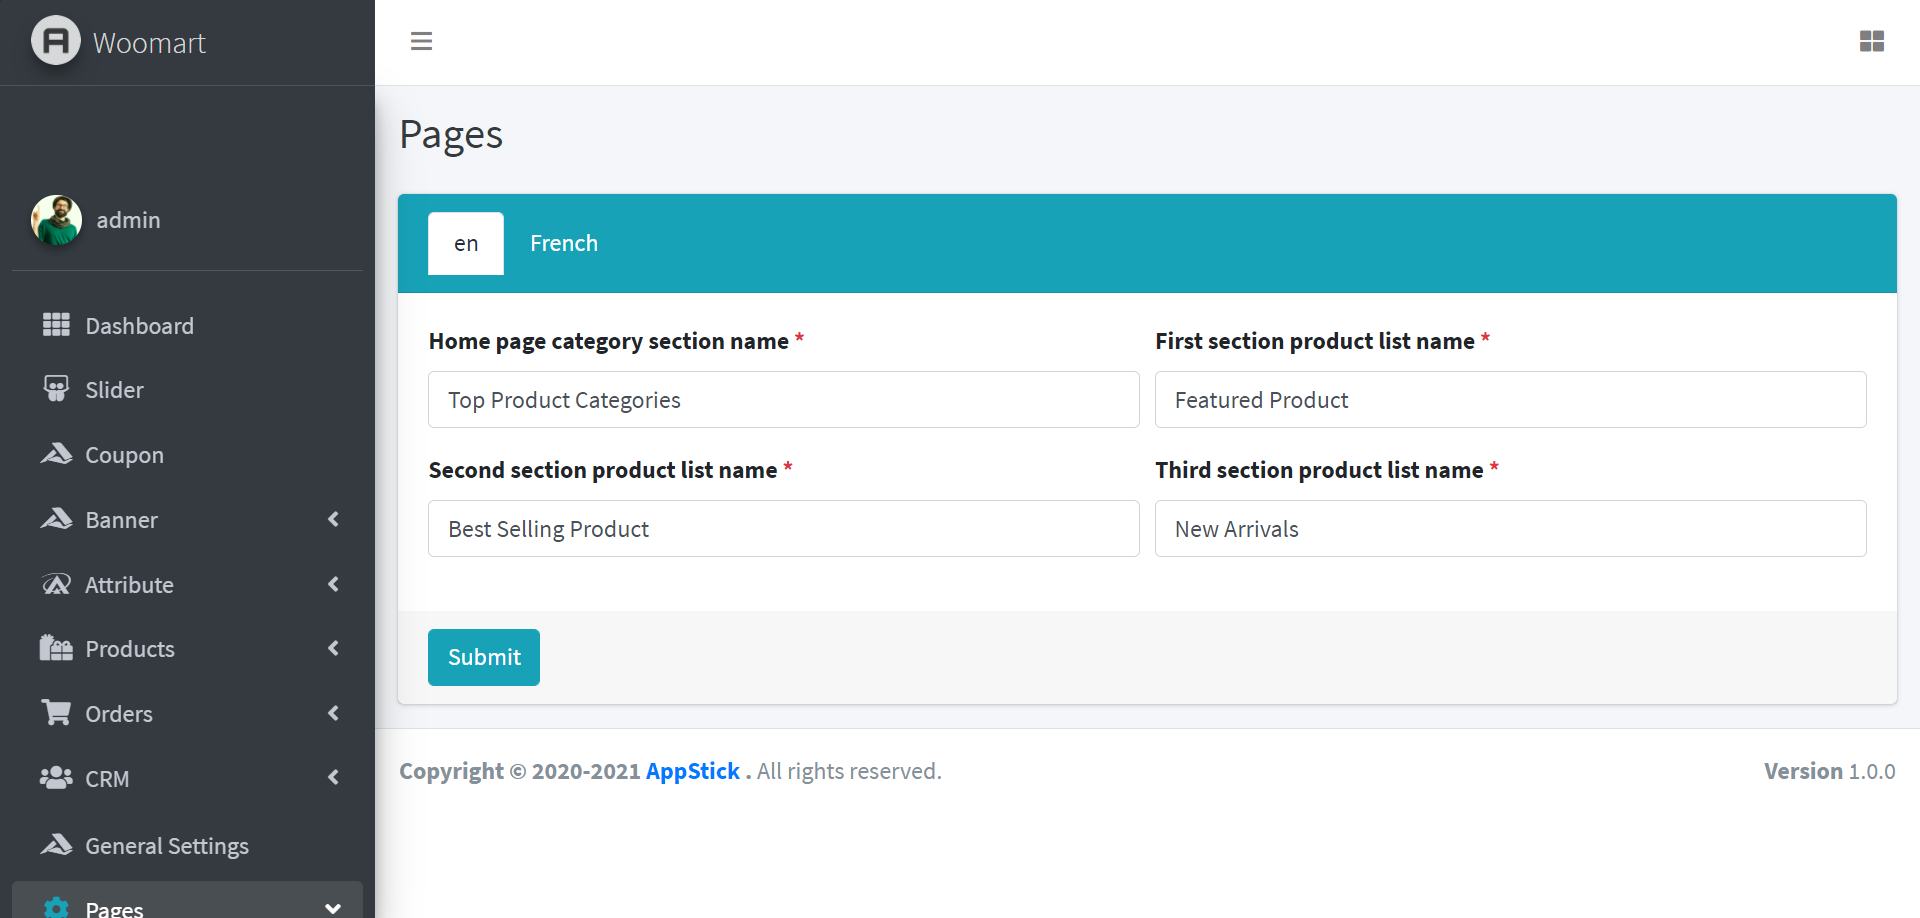 Woomart
admin
Dashboard
Slider
Coupon
Banner
Attribute
Products
Orders
CRM
General Settings
Pages
Pages
en French
Home page category section name *
Top Product Categories
First section product list name *
Featured Product
Second section product list name *
Best Selling Product
Third section product list name *
New Arrivals
Submit
Copyright © 2020-2021 AppStick . All rights reserved.
Version 1.0.0